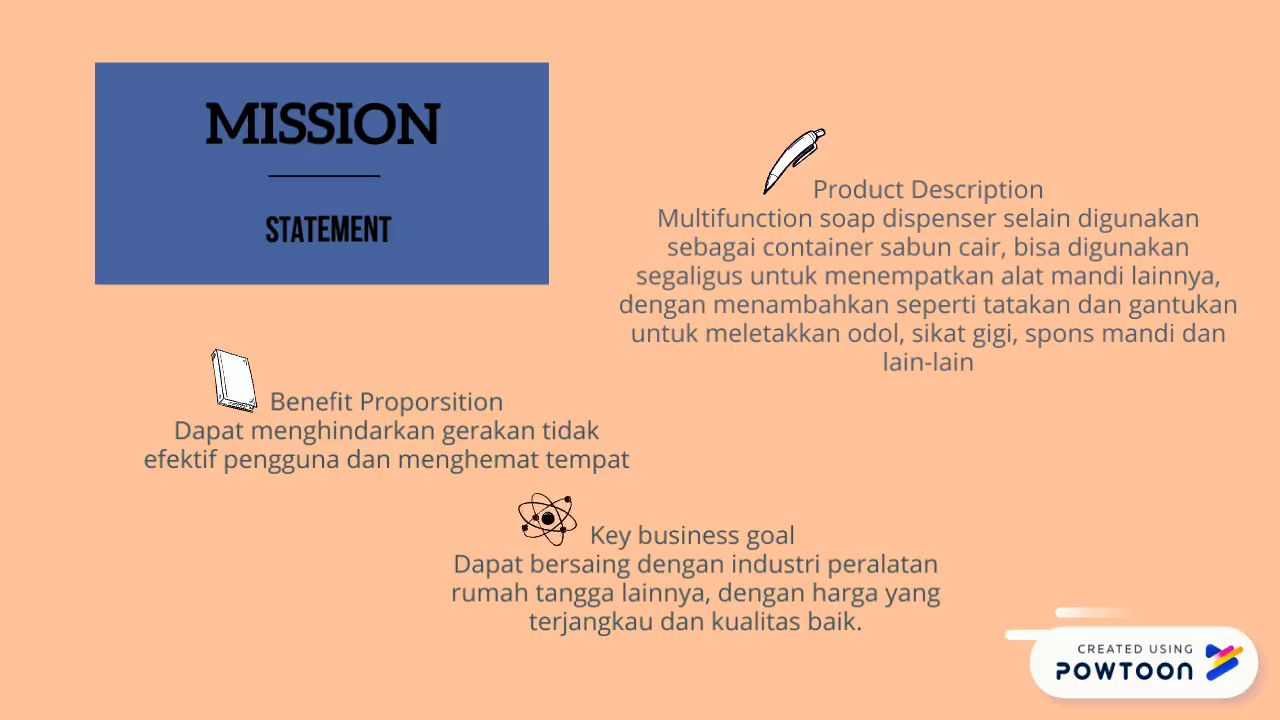 MISSION
STATEMENT
Product Description
Multifunction soap dispenser selain digunakan
sebagai container sabun cair, bisa digunakan
segaligus untuk menempatkan alat mandi lainnya,
dengan menambahkan seperti tatakan dan gantukan
untuk meletakkan odol, sikat gigi, spons mandi dan
lain-lain
Benefit Proporsition
Dapat menghindarkan gerakan tidak
efektif pengguna dan menghemat tempat
Key business goal
Dapat bersaing dengan industri peralatan
rumah tangga lainnya, dengan harga yang
terjangkau dan kualitas baik.
CREATED USING
POWTOON